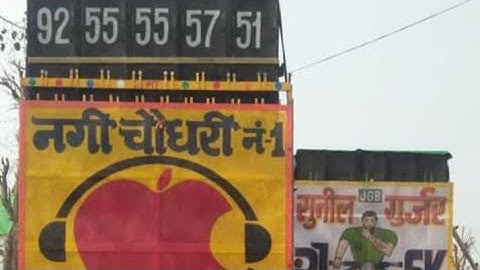 92 55 55 57 51
नगी चौधरी नं-1
JGB
सुनील गुर्जर